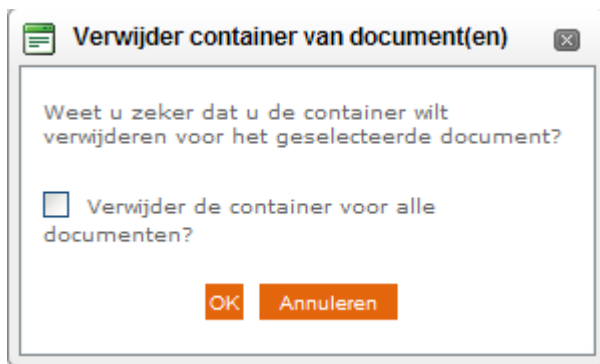 Verwijder container van document(en)
Weet u zeker dat u de container wilt
verwijderen voor het geselecteerde document?
Verwijder de container voor alle
documenten?
OK Annuleren